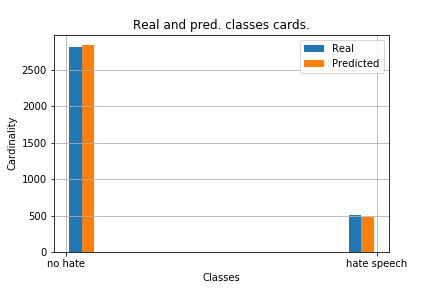 Real and pred. classes cards.
Real
Predicted
Cardinality
2500
2000
1500
1000
500
0
no hate
hate speech
Classes